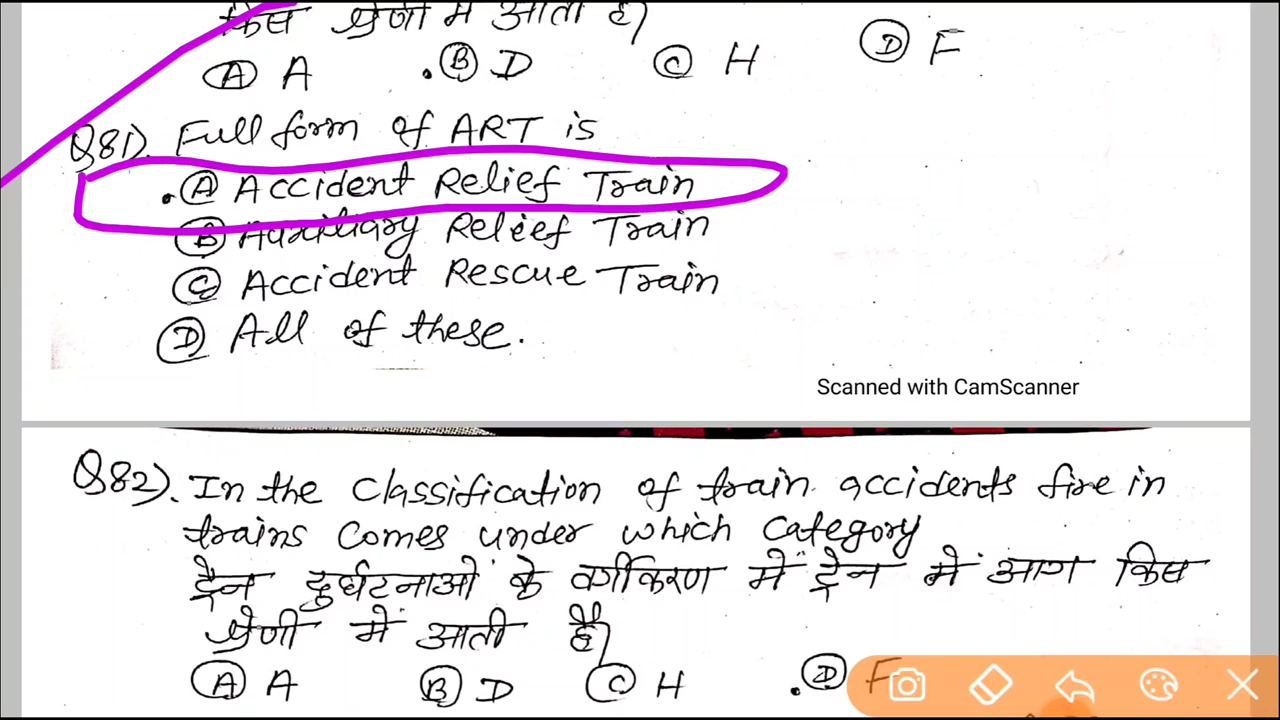 किस श्रेणी में आता है।
Ⓐ A .Ⓑ D Ⓒ H Ⓓ F
Q81). Full form of ART is
.Ⓐ Accident Relief Train
Ⓑ Auxiliary Relief Train
Ⓒ Accident Rescue Train
Ⓓ All of these.
Scanned with CamScanner
Q82). In the classification of train accidents fire in
trains comes under which category
ट्रैन दुर्घटनाओं के वर्गीकरण में ट्रेन में आग किस
श्रेणी में आती है।
Ⓐ A Ⓑ D Ⓒ H .Ⓓ F